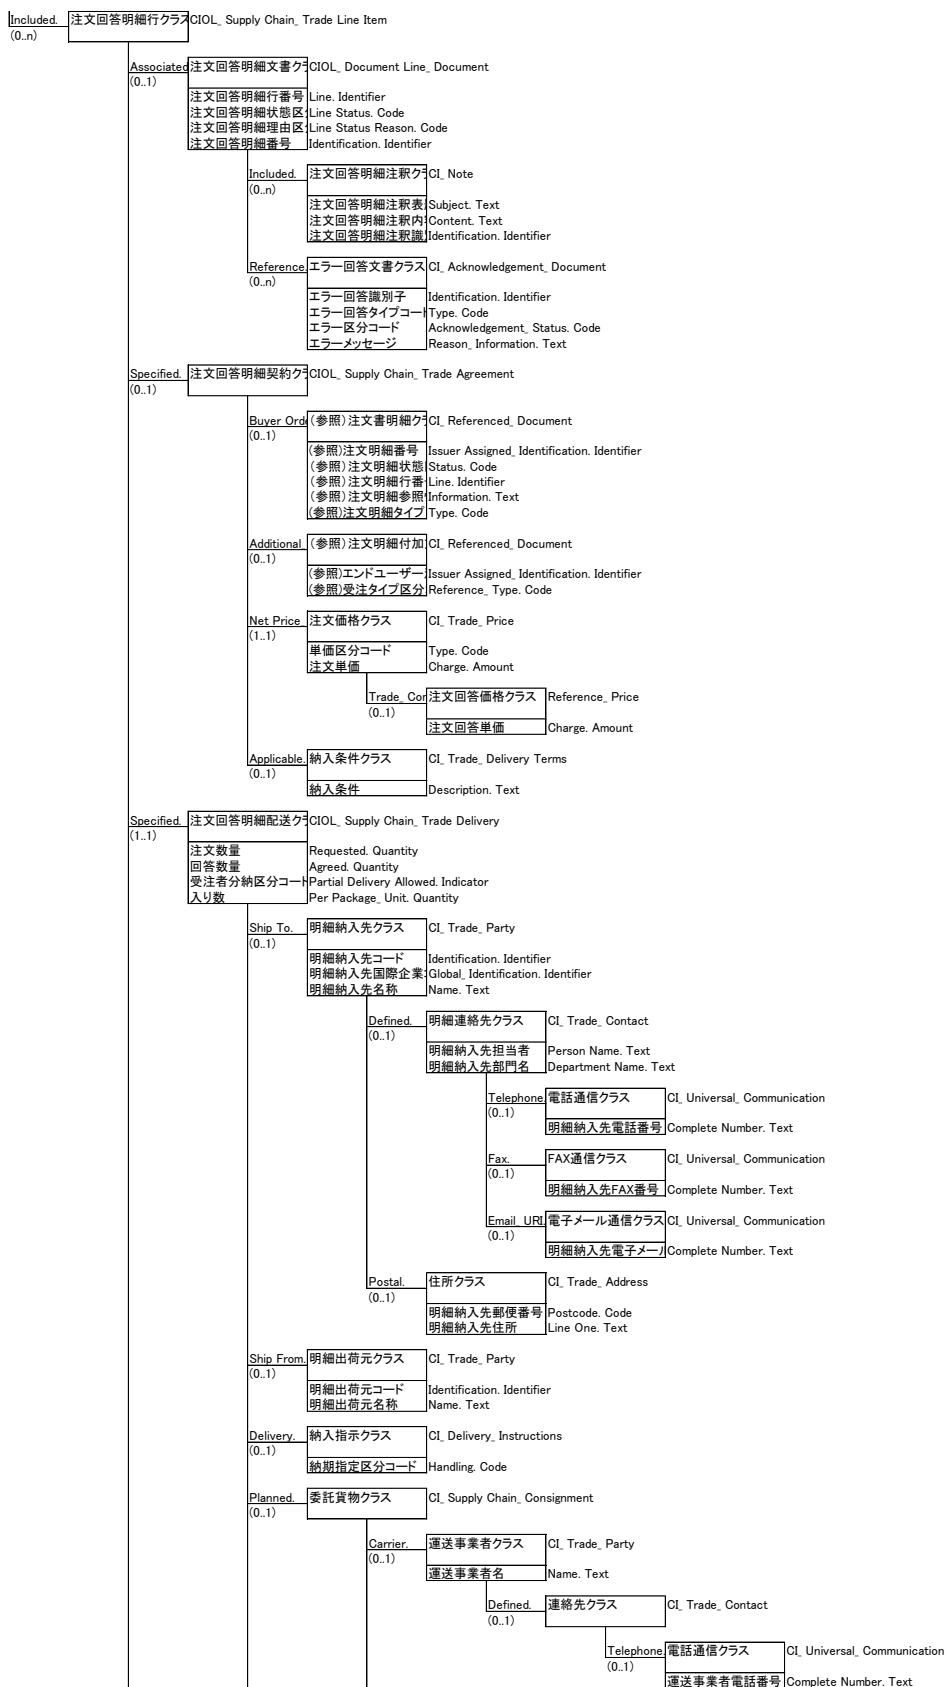 Included. 注文回答明細行クラス CIOL_ Supply Chain_ Trade Line Item
(0..n)
Associated 注文回答明細文書クラ CIOL_ Document Line_ Document
(0..1)
注文回答明細行番号 Line. Identifier
注文回答明細状態区 Line Status. Code
注文回答明細理由区 Line Status Reason. Code
注文回答明細番号 Identification. Identifier
Included. 注文回答明細注釈クラ CI_ Note
(0..n)
注文回答明細注釈表 Subject. Text
注文回答明細注釈内 Content. Text
注文回答明細注釈識 Identification. Identifier
Reference. エラー回答文書クラス CI_ Acknowledgement_ Document
(0..n)
エラー回答識別子 Identification. Identifier
エラー回答タイプコード Type. Code
エラー区分コード Acknowledgement_ Status. Code
エラーメッセージ Reason_ Information. Text
Specified. 注文回答明細契約クラ CIOL_ Supply Chain_ Trade Agreement
(0..1)
Buyer Orde (参照)注文書明細クラ CI_ Referenced_ Document
(0..1)
(参照)注文明細番号 Issuer Assigned_ Identification. Identifier
(参照)注文明細状態 Status. Code
(参照)注文明細行番 Line. Identifier
(参照)注文明細参照 Information. Text
(参照)注文明細タイプ Type. Code
Additional_ (参照)注文明細付加 CI_ Referenced_ Document
(0..1)
(参照)エンドユーザー Issuer Assigned_ Identification. Identifier
(参照)受注タイプ区分 Reference_ Type. Code
Net Price_ 注文価格クラス CI_ Trade_ Price
(1..1)
単価区分コード Type. Code
注文単価 Charge. Amount
Trade_ Cor 注文回答価格クラス Reference_ Price
(0..1)
注文回答単価 Charge. Amount
Applicable. 納入条件クラス CI_ Trade_ Delivery Terms
(0..1)
納入条件 Description. Text
Specified. 注文回答明細配送クラ CIOL_ Supply Chain_ Trade Delivery
(1..1)
注文数量 Requested. Quantity
回答数量 Agreed. Quantity
受注者分納区分コード Partial Delivery Allowed. Indicator
入り数 Per Package_ Unit. Quantity
Ship To. 明細納入先クラス CI_ Trade_ Party
(0..1)
明細納入先コード Identification. Identifier
明細納入先国際企業 Global_ Identification. Identifier
明細納入先名称 Name. Text
Defined. 明細連絡先クラス CI_ Trade_ Contact
(0..1)
明細納入先担当者 Person Name. Text
明細納入先部門名 Department Name. Text
Telephone. 電話通信クラス CI_ Universal_ Communication
(0..1)
明細納入先電話番号 Complete Number. Text
Fax. FAX通信クラス CI_ Universal_ Communication
(0..1)
明細納入先FAX番号 Complete Number. Text
Email_ URI. 電子メール通信クラス CI_ Universal_ Communication
(0..1)
明細納入先電子メール Complete Number. Text
Postal. 住所クラス CI_ Trade_ Address
(0..1)
明細納入先郵便番号 Postcode. Code
明細納入先住所 Line One. Text
Ship From. 明細出荷元クラス CI_ Trade_ Party
(0..1)
明細出荷元コード Identification. Identifier
明細出荷元名称 Name. Text
Delivery. 納入指示クラス CI_ Delivery_ Instructions
(0..1)
納期指定区分コード Handling. Code
Planned. 委託貨物クラス CI_ Supply Chain_ Consignment
(0..1)
Carrier. 運送事業者クラス CI_ Trade_ Party
(0..1)
運送事業者名 Name. Text
Defined. 連絡先クラス CI_ Trade_ Contact
(0..1)
Telephone. 電話通信クラス CI_ Universal_ Communication
(0..1)
運送事業者電話番号 Complete Number. Text